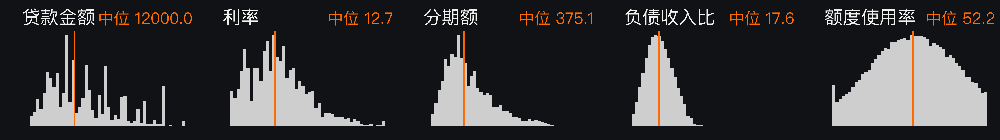 贷款金额 中位 12000.0
利率 中位 12.7
分期额 中位 375.1
负债收入比 中位 17.6
额度使用率 中位 52.2